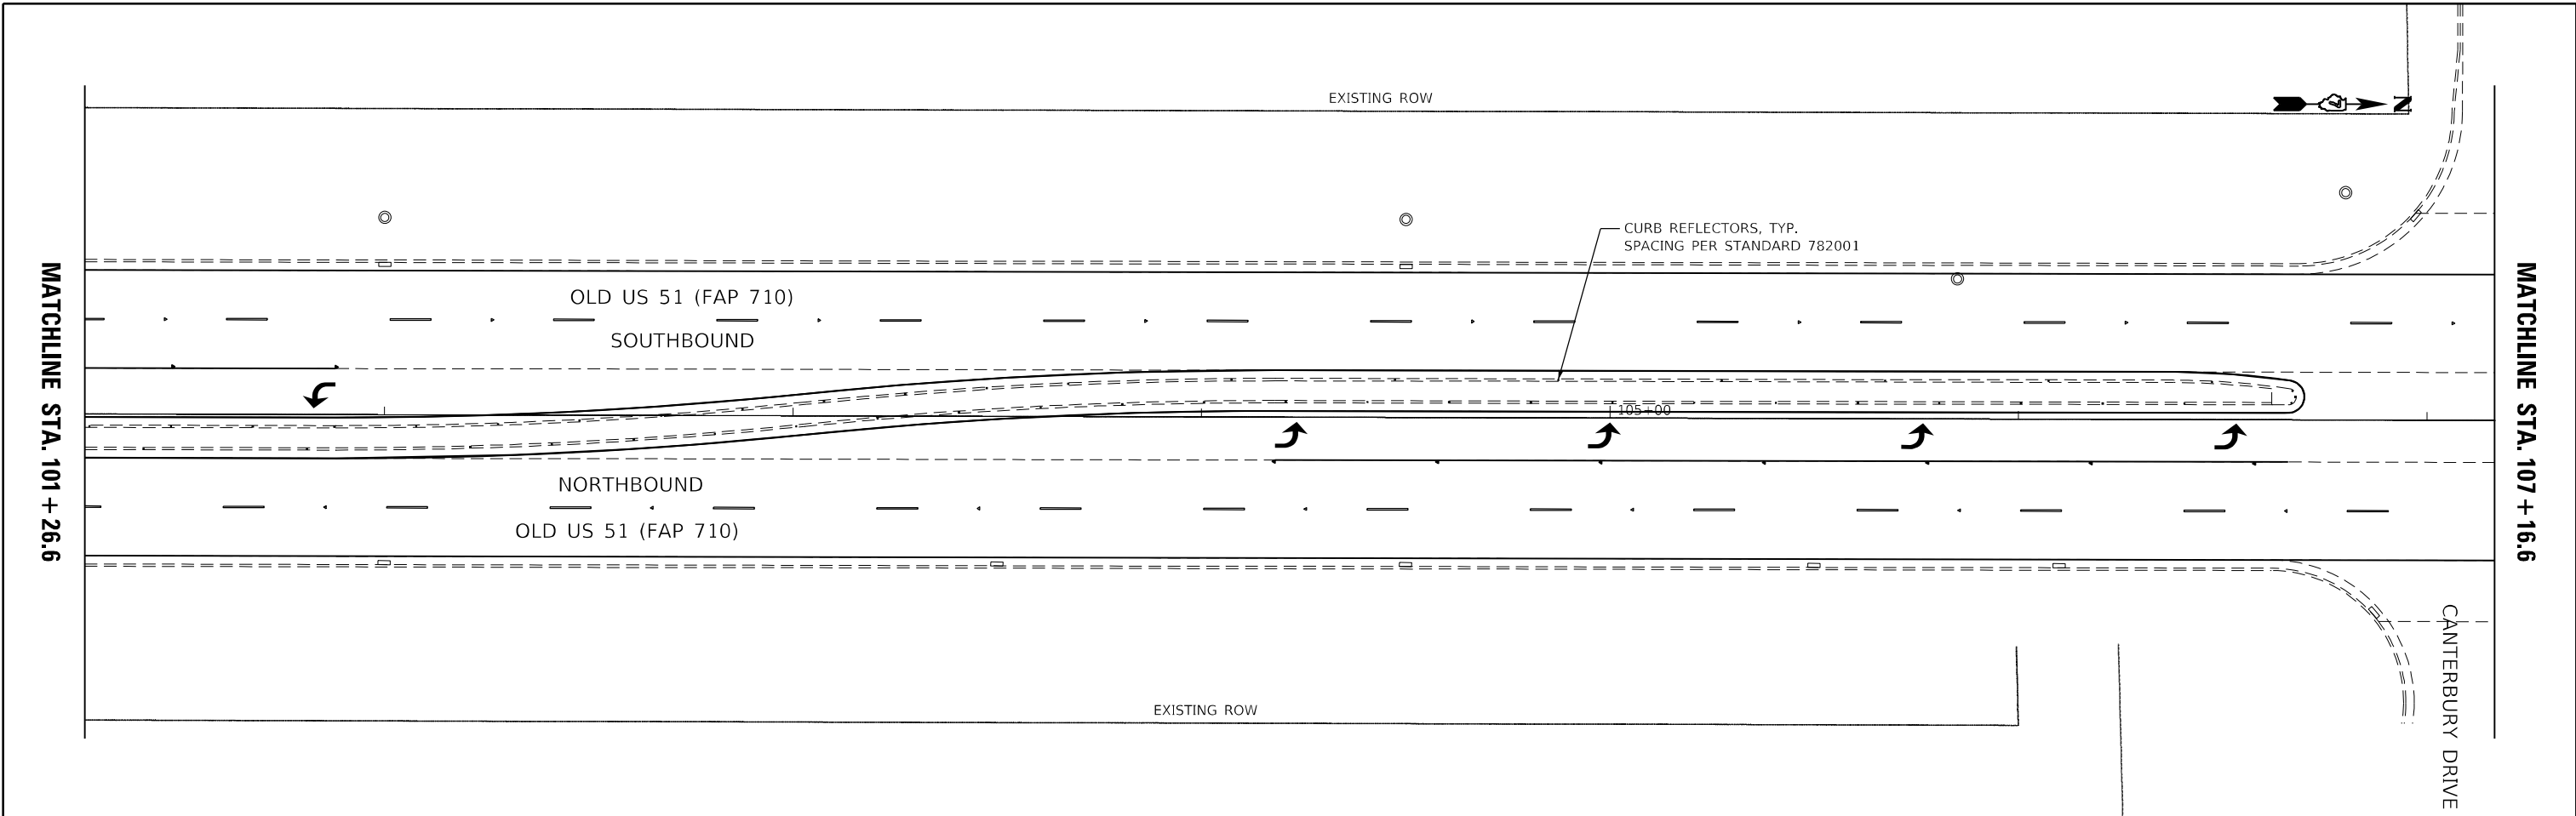 EXISTING ROW
N
CURB REFLECTORS, TYP.
SPACING PER STANDARD 782001
MATCHLINE STA. 101+26.6
OLD US 51 (FAP 710)
SOUTHBOUND
105+00
NORTHBOUND
OLD US 51 (FAP 710)
MATCHLINE STA. 107+16.6
CANTERBURY DRIVE
EXISTING ROW